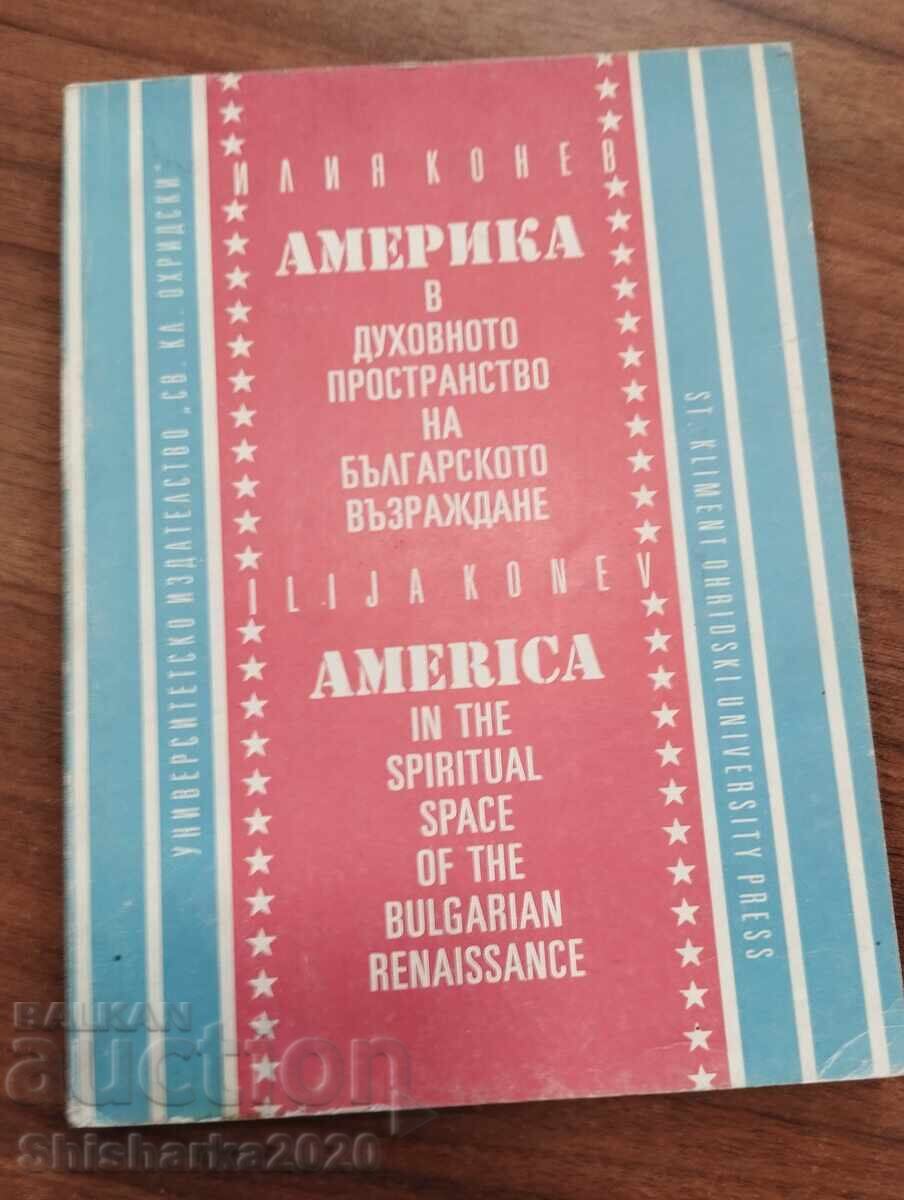 УНИВЕРСИТЕТСКО ИЗДАТЕЛСТВО „СВ. КЛ. ОХРИДСКИ"
ИЛИЯ КОНЕВ
АМЕРИКА
В
ДУХОВНОТО
ПРОСТРАНСТВО
НА
БЪЛГАРСКОТО
ВЪЗРАЖДАНЕ
ILIJA KONEV
AMERICA
IN THE
SPIRITUAL
SPACE
OF THE
BULGARIAN
RENAISSANCE
ST. KLIMENT OHRIDSKI UNIVERSITY PRESS
BALKAN
auction
Shisharka2020